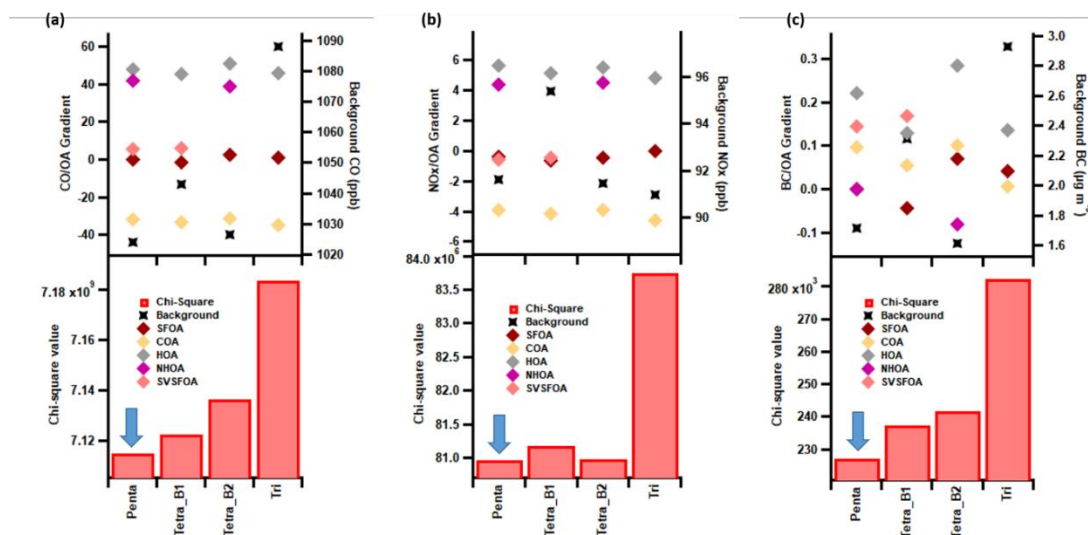 (a)
60
40
20
0
-20
-40
CO/OA Gradient
1090
1080
1070
1060
1050
1040
1030
1020
Background CO (ppb)
7.18 x10⁹
7.16
7.14
7.12
Chi-square value
Chi-Square
Background
SFOA
COA
HOA
NHOA
SVSFOA
Penta
Tetra_B1
Tetra_B2
Tri
(b)
6
4
2
0
-2
-4
-6
NOx/OA Gradient
96
95
94
93
92
91
90
Background NOx (ppb)
84.0 x10⁶
83.5
83.0
82.5
82.0
81.5
81.0
Chi-square value
Chi-Square
Background
SFOA
COA
HOA
NHOA
SVSFOA
Penta
Tetra_B1
Tetra_B2
Tri
(c)
0.3
0.2
0.1
0.0
-0.1
BC/OA Gradient
3.0
2.8
2.6
2.4
2.2
2.0
1.8
1.6
Background BC (µg m⁻³)
280 x10³
270
260
250
240
230
Chi-square value
Chi-Square
Background
SFOA
COA
HOA
NHOA
SVSFOA
Penta
Tetra_B1
Tetra_B2
Tri